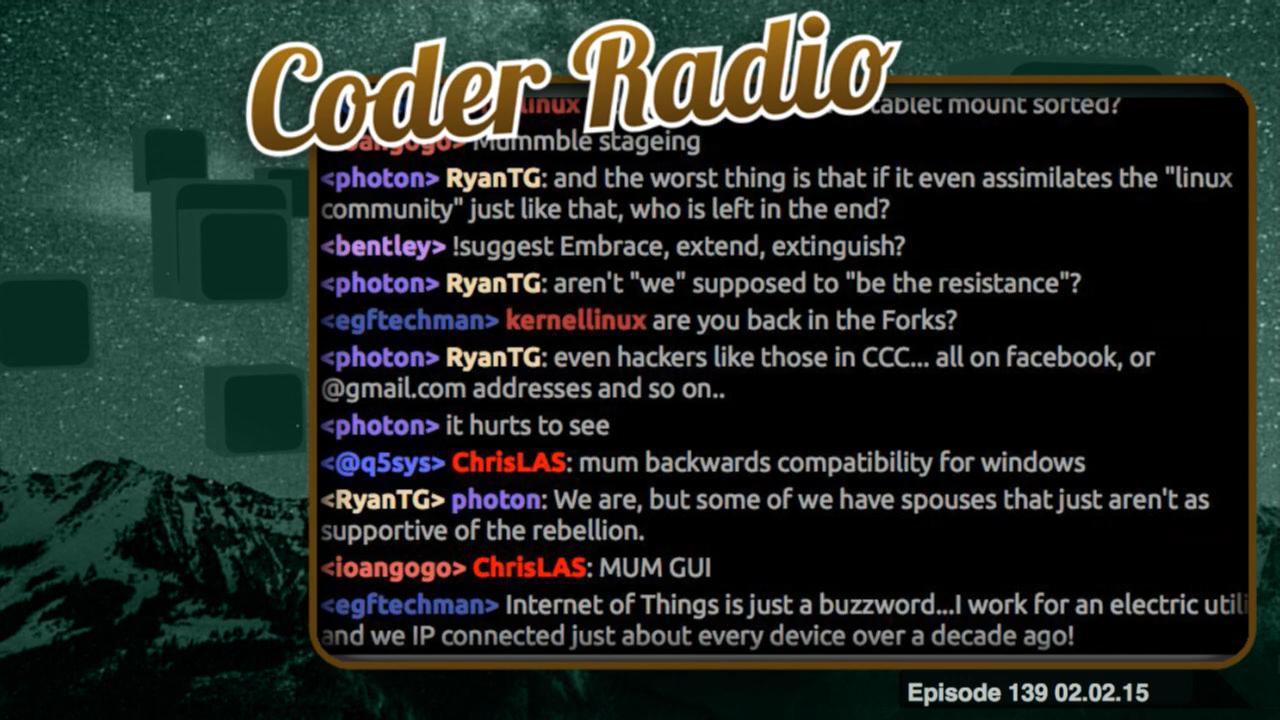 Coder Radio
linux tablet mount sorted?
oangogo> Mummble stageing
<photon> RyanTG: and the worst thing is that if it even assimilates the "linux
community" just like that, who is left in the end?
<bentley> !suggest Embrace, extend, extinguish?
<photon> RyanTG: aren't "we" supposed to "be the resistance"?
<egftechman> kernellinux are you back in the Forks?
<photon> RyanTG: even hackers like those in CCC... all on facebook, or
@gmail.com addresses and so on..
<photon> it hurts to see
<@q5sys> ChrisLAS: mum backwards compatibility for windows
<RyanTG> photon: We are, but some of we have spouses that just aren't as
supportive of the rebellion.
<ioangogo> ChrisLAS: MUM GUI
<egftechman> Internet of Things is just a buzzword...I work for an electric utili
and we IP connected just about every device over a decade ago!
Episode 139 02.02.15